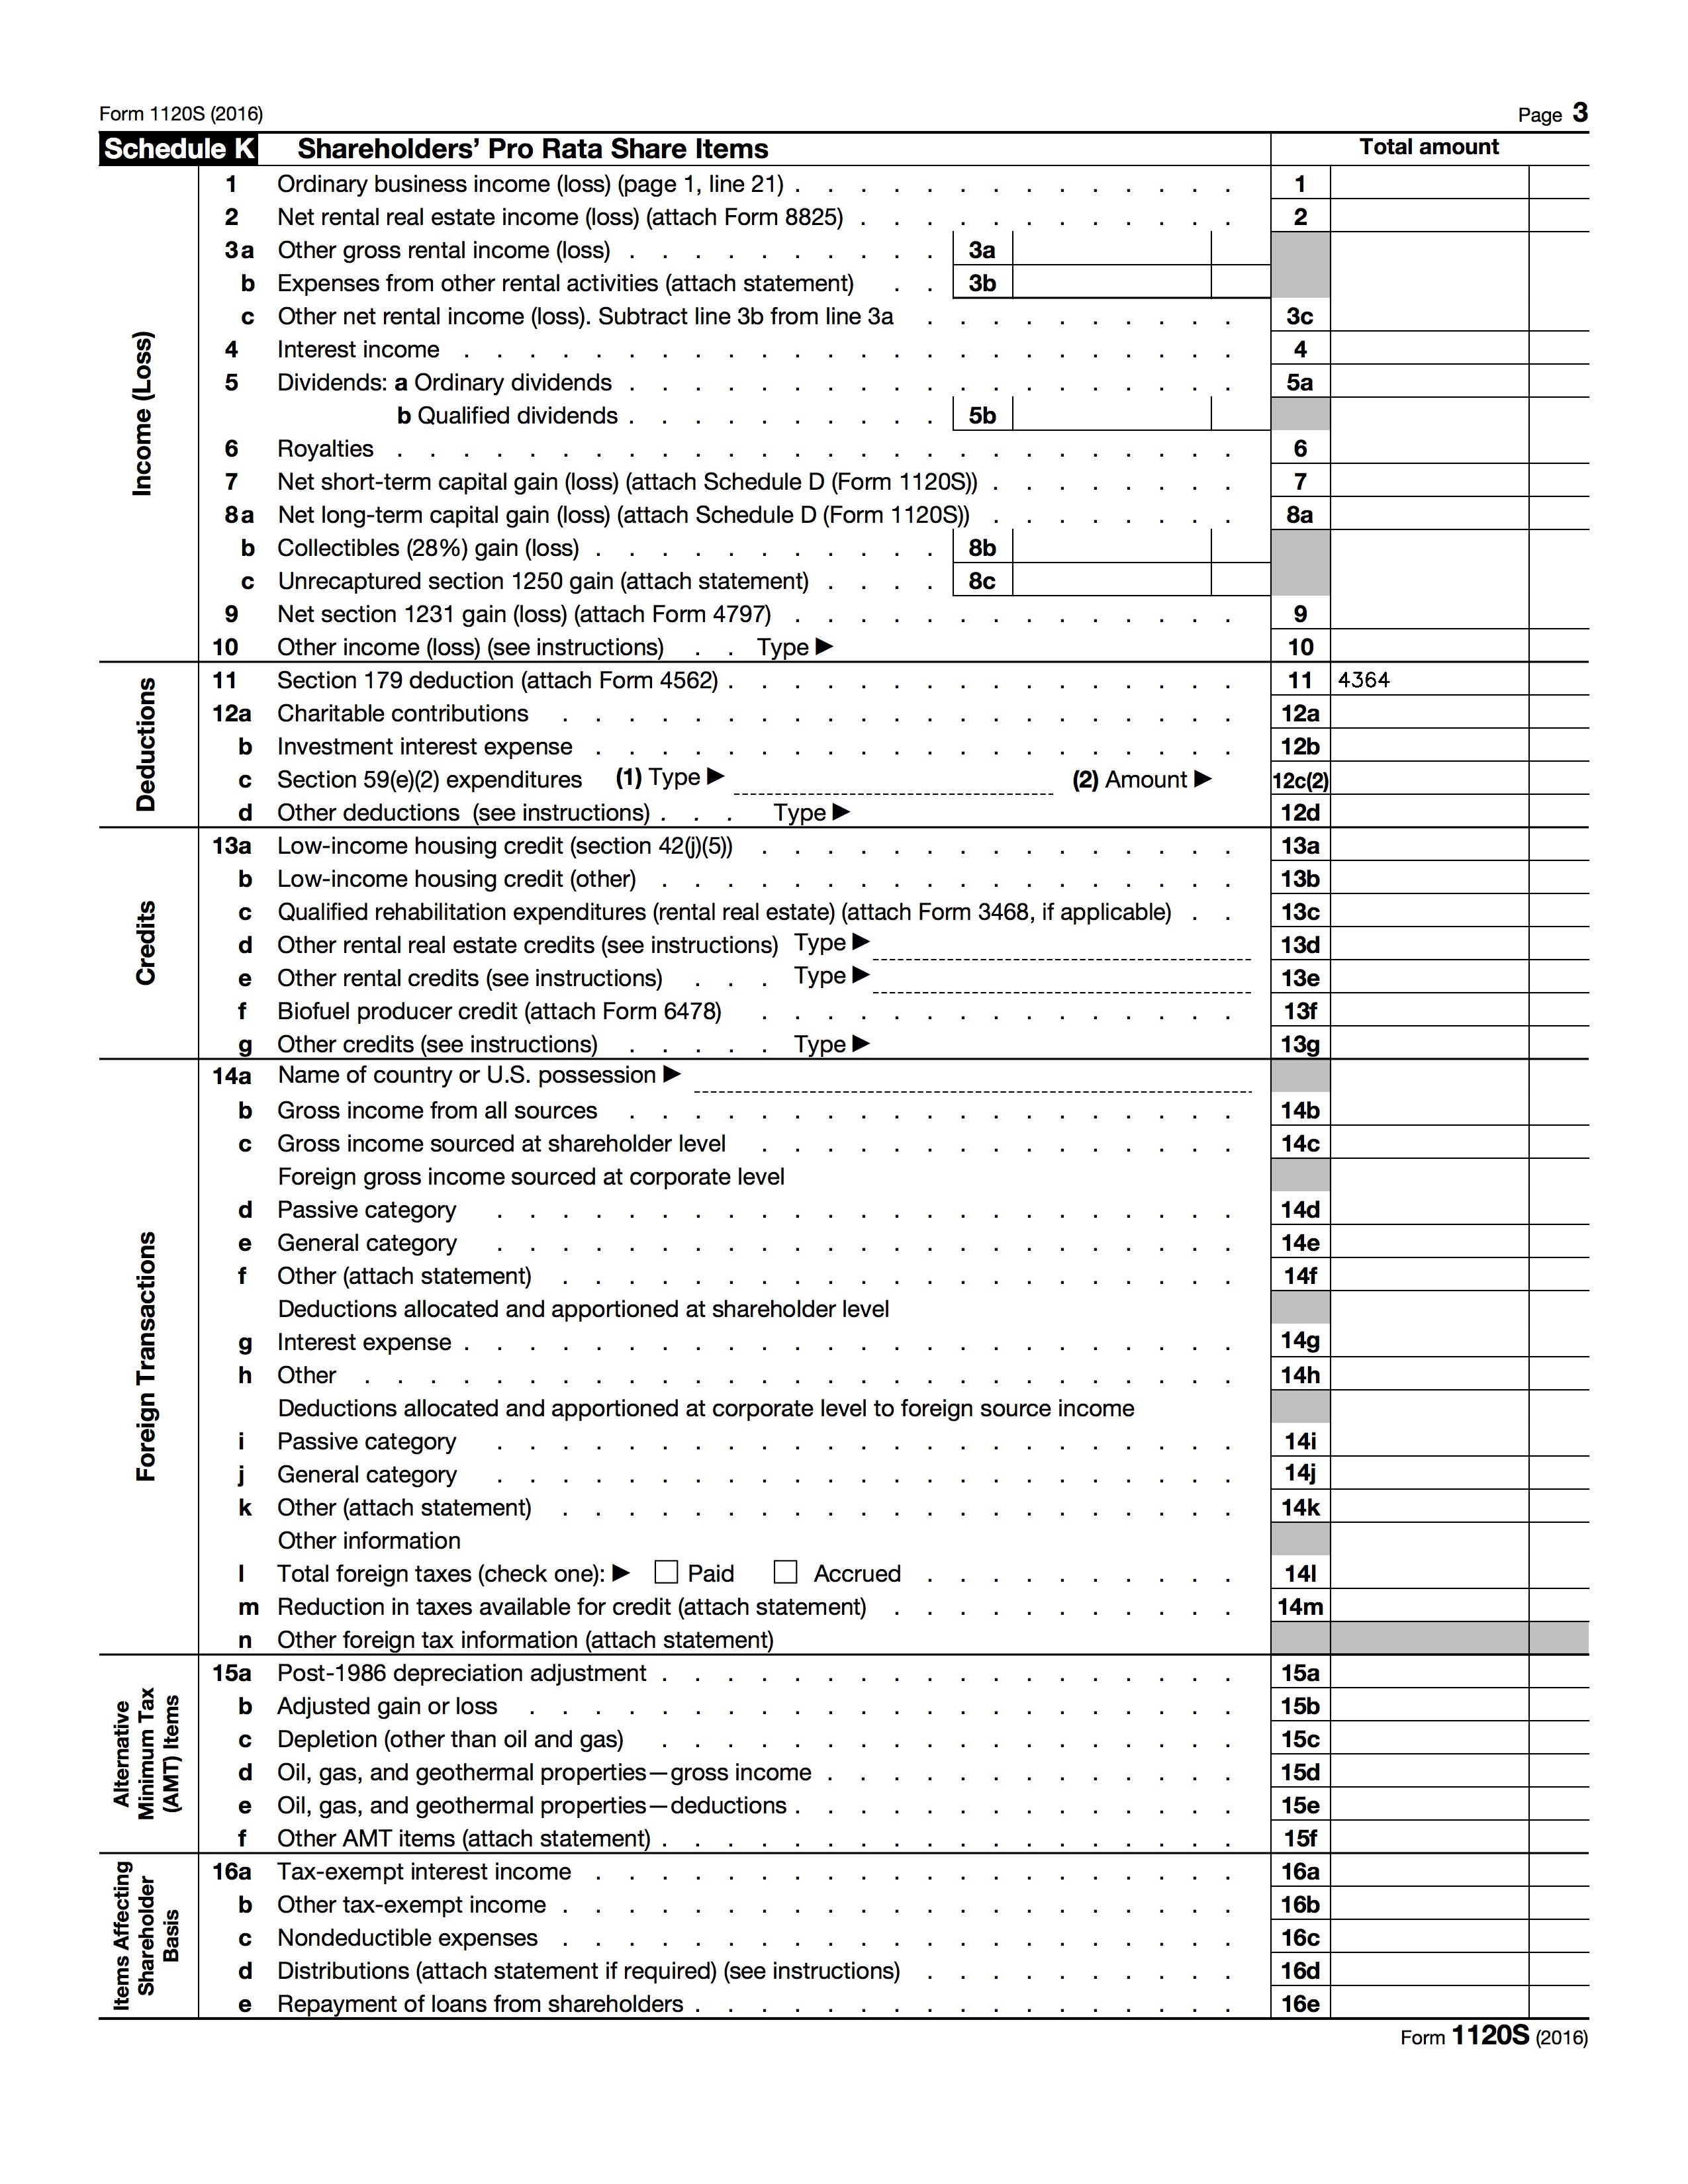 Form 1120S (2016) Page 3
Schedule K Shareholders' Pro Rata Share Items Total amount
Income (Loss)
1 Ordinary business income (loss) (page 1, line 21) . . . . . . . . . . . . . . 1
2 Net rental real estate income (loss) (attach Form 8825) . . . . . . . . . . . . 2
3a Other gross rental income (loss) . . . . . . . . . . 3a
b Expenses from other rental activities (attach statement) . . 3b
c Other net rental income (loss). Subtract line 3b from line 3a . . . . . . . . . . 3c
4 Interest income . . . . . . . . . . . . . . . . . . . . . . . . 4
5 Dividends: a Ordinary dividends . . . . . . . . . . . . . . . . . . . 5a
b Qualified dividends . . . . . . . . . . 5b
6 Royalties . . . . . . . . . . . . . . . . . . . . . . . . . . 6
7 Net short-term capital gain (loss) (attach Schedule D (Form 1120S)) . . . . . . . . 7
8a Net long-term capital gain (loss) (attach Schedule D (Form 1120S)) . . . . . . . . 8a
b Collectibles (28%) gain (loss) . . . . . . . . . . . 8b
c Unrecaptured section 1250 gain (attach statement) . . . . 8c
9 Net section 1231 gain (loss) (attach Form 4797) . . . . . . . . . . . . . . 9
10 Other income (loss) (see instructions) . . Type ▶ 10
Deductions
11 Section 179 deduction (attach Form 4562) . . . . . . . . . . . . . . . . 11 4364
12a Charitable contributions . . . . . . . . . . . . . . . . . . . . . 12a
b Investment interest expense . . . . . . . . . . . . . . . . . . . . 12b
c Section 59(e)(2) expenditures (1) Type ▶ (2) Amount ▶ 12c(2)
d Other deductions (see instructions) . . . Type ▶ 12d
Credits
13a Low-income housing credit (section 42(j)(5)) . . . . . . . . . . . . . . . 13a
b Low-income housing credit (other) . . . . . . . . . . . . . . . . . . 13b
c Qualified rehabilitation expenditures (rental real estate) (attach Form 3468, if applicable) . . 13c
d Other rental real estate credits (see instructions) Type ▶ 13d
e Other rental credits (see instructions) . . . Type ▶ 13e
f Biofuel producer credit (attach Form 6478) . . . . . . . . . . . . . . . 13f
g Other credits (see instructions) . . . . . Type ▶ 13g
Foreign Transactions
14a Name of country or U.S. possession ▶
b Gross income from all sources . . . . . . . . . . . . . . . . . . . 14b
c Gross income sourced at shareholder level . . . . . . . . . . . . . . . 14c
Foreign gross income sourced at corporate level
d Passive category . . . . . . . . . . . . . . . . . . . . . . . 14d
e General category . . . . . . . . . . . . . . . . . . . . . . . 14e
f Other (attach statement) . . . . . . . . . . . . . . . . . . . . . 14f
Deductions allocated and apportioned at shareholder level
g Interest expense . . . . . . . . . . . . . . . . . . . . . . . . 14g
h Other . . . . . . . . . . . . . . . . . . . . . . . . . . . 14h
Deductions allocated and apportioned at corporate level to foreign source income
i Passive category . . . . . . . . . . . . . . . . . . . . . . . 14i
j General category . . . . . . . . . . . . . . . . . . . . . . . 14j
k Other (attach statement) . . . . . . . . . . . . . . . . . . . . . 14k
Other information
l Total foreign taxes (check one): ▶ ☐ Paid ☐ Accrued . . . . . . . . . . 14l
m Reduction in taxes available for credit (attach statement) . . . . . . . . . . . 14m
n Other foreign tax information (attach statement)
Alternative Minimum Tax (AMT) Items
15a Post-1986 depreciation adjustment . . . . . . . . . . . . . . . . . . 15a
b Adjusted gain or loss . . . . . . . . . . . . . . . . . . . . . . 15b
c Depletion (other than oil and gas) . . . . . . . . . . . . . . . . . . 15c
d Oil, gas, and geothermal properties—gross income . . . . . . . . . . . . . 15d
e Oil, gas, and geothermal properties—deductions . . . . . . . . . . . . . . 15e
f Other AMT items (attach statement) . . . . . . . . . . . . . . . . . . 15f
Items Affecting Shareholder Basis
16a Tax-exempt interest income . . . . . . . . . . . . . . . . . . . . 16a
b Other tax-exempt income . . . . . . . . . . . . . . . . . . . . . 16b
c Nondeductible expenses . . . . . . . . . . . . . . . . . . . . . 16c
d Distributions (attach statement if required) (see instructions) . . . . . . . . . . 16d
e Repayment of loans from shareholders . . . . . . . . . . . . . . . . . 16e
Form 1120S (2016)